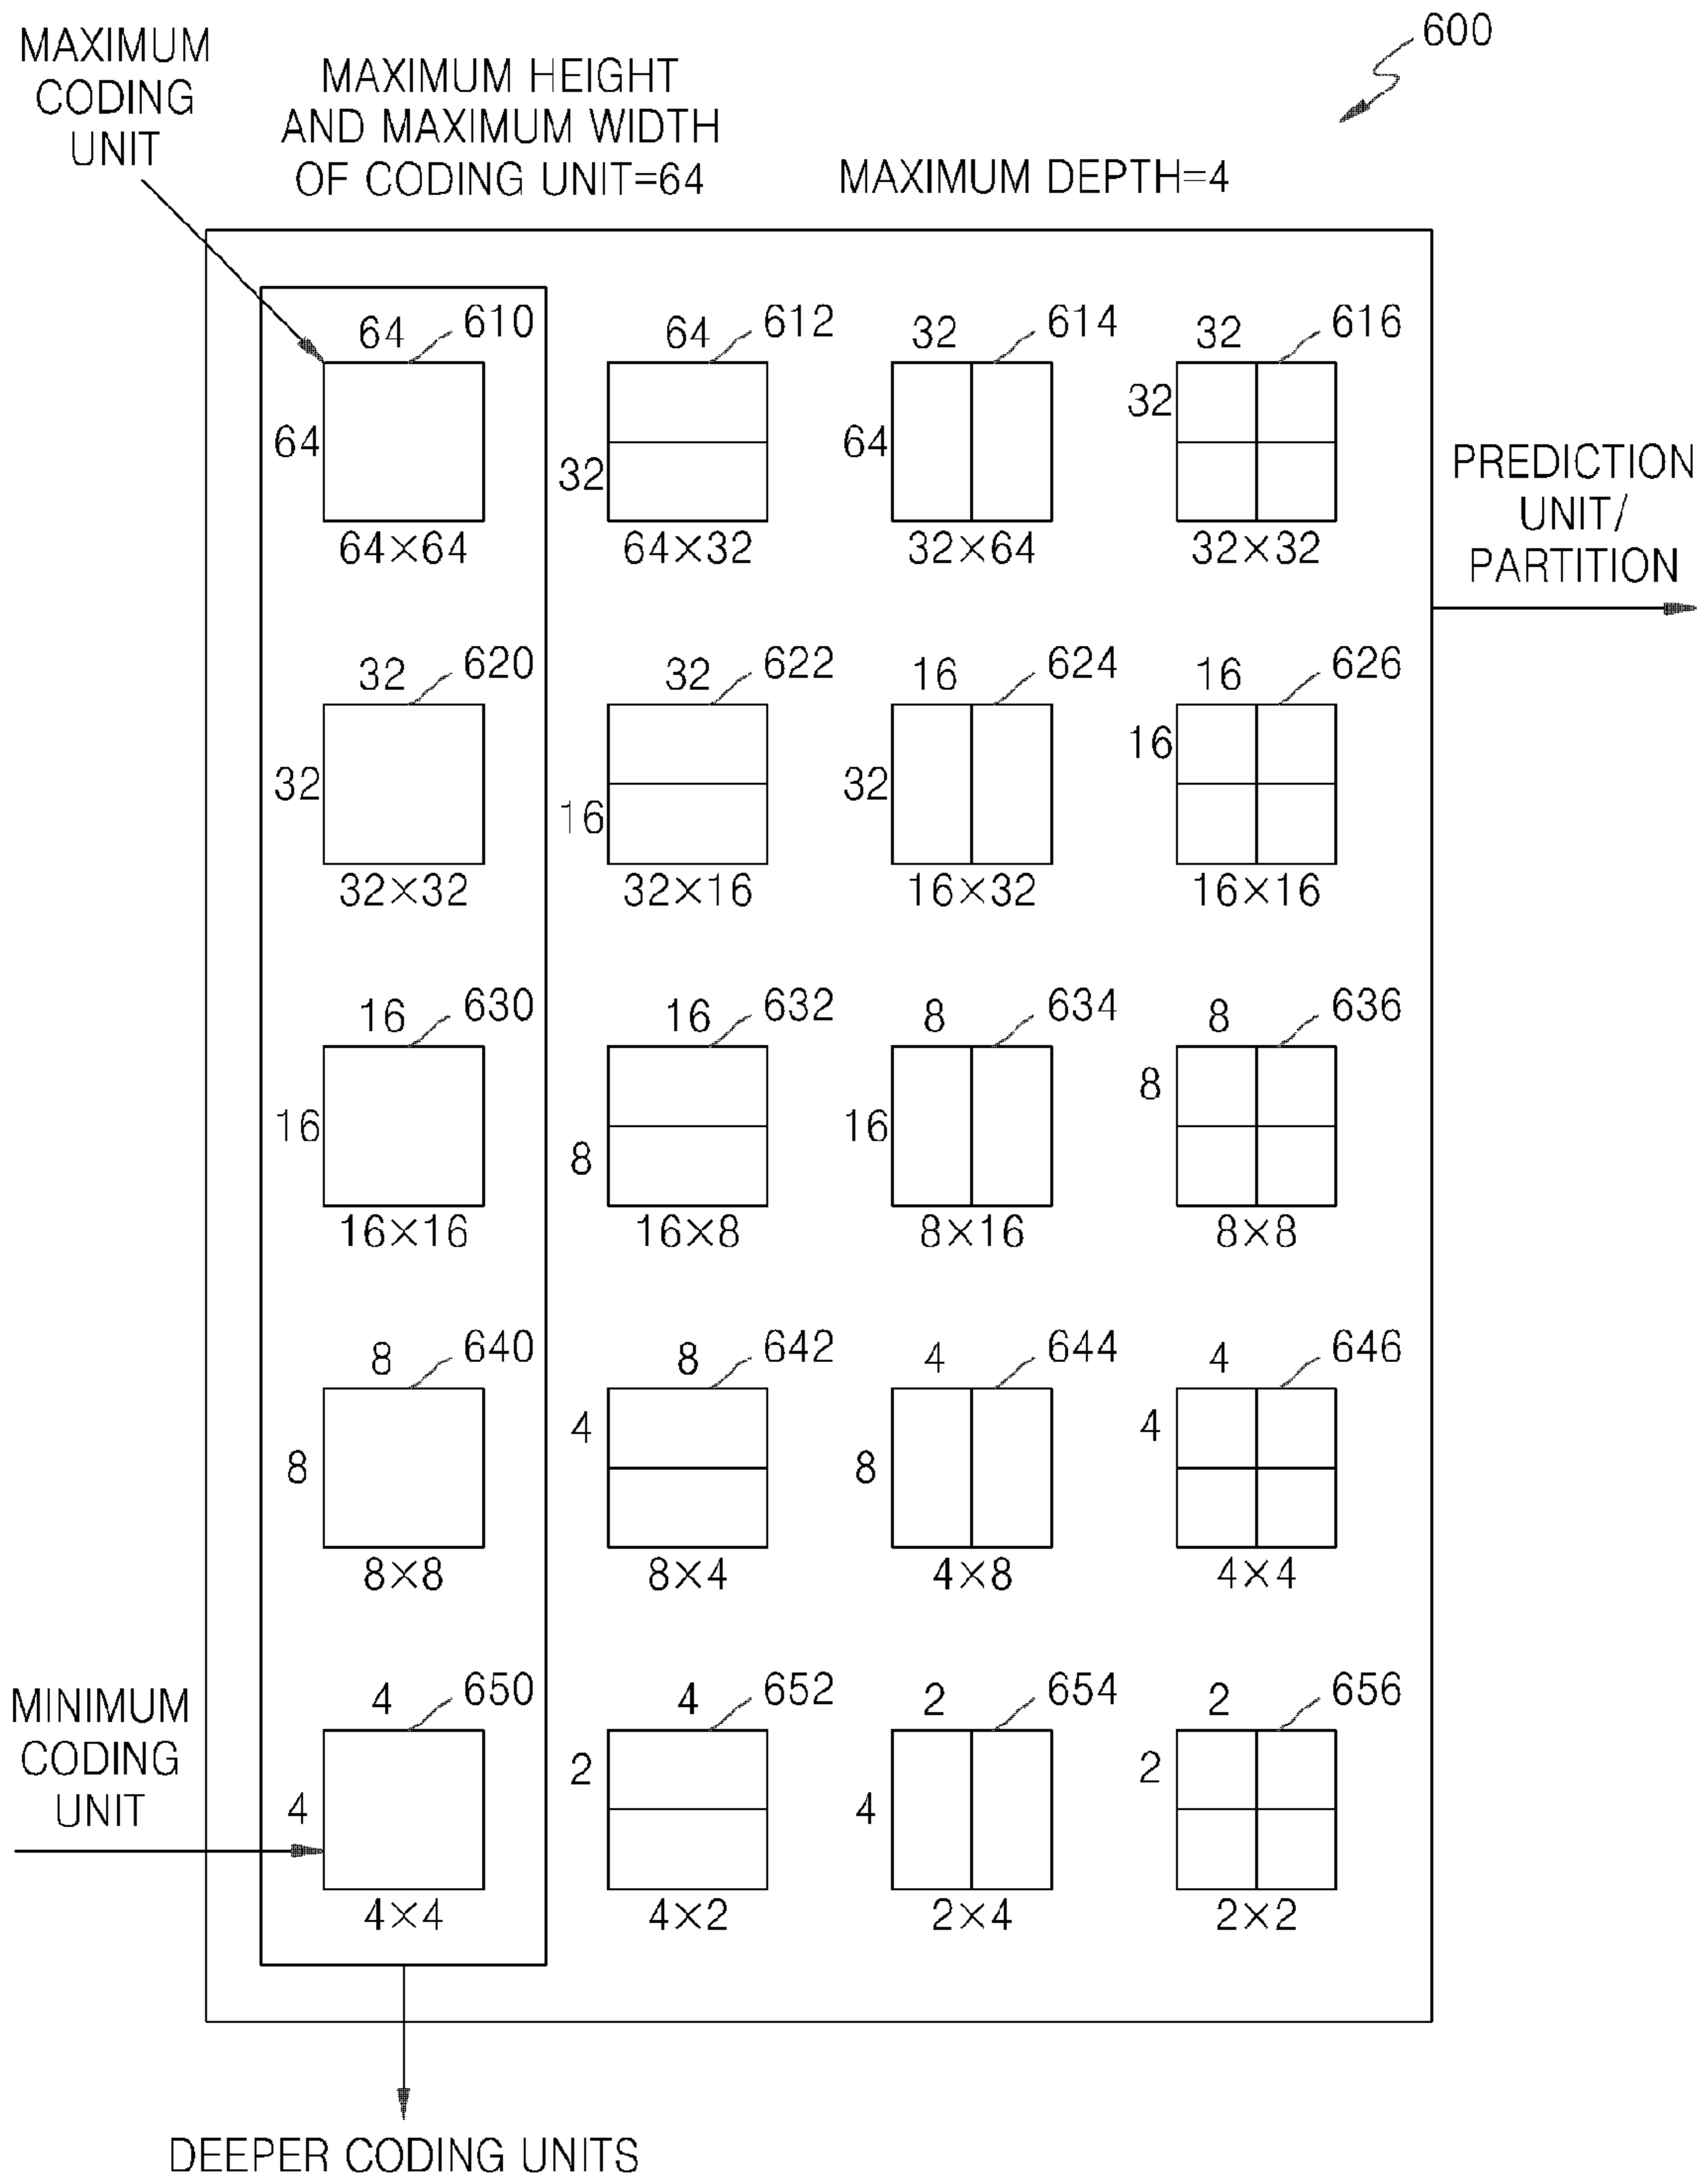 600
MAXIMUM
CODING
UNIT
MAXIMUM HEIGHT
AND MAXIMUM WIDTH
OF CODING UNIT=64
MAXIMUM DEPTH=4
64 610 64 612 32 614 32 616
64 32 64 32
64×64 64×32 32×64 32×32
PREDICTION
UNIT/
PARTITION
32 620 32 622 16 624 16 626
32 16 32 16
32×32 32×16 16×32 16×16
16 630 16 632 8 634 8 636
16 8 16 8
16×16 16×8 8×16 8×8
8 640 8 642 4 644 4 646
8 4 8 4
8×8 8×4 4×8 4×4
MINIMUM
CODING
UNIT
4 650 4 652 2 654 2 656
4 2 4 2
4×4 4×2 2×4 2×2
DEEPER CODING UNITS